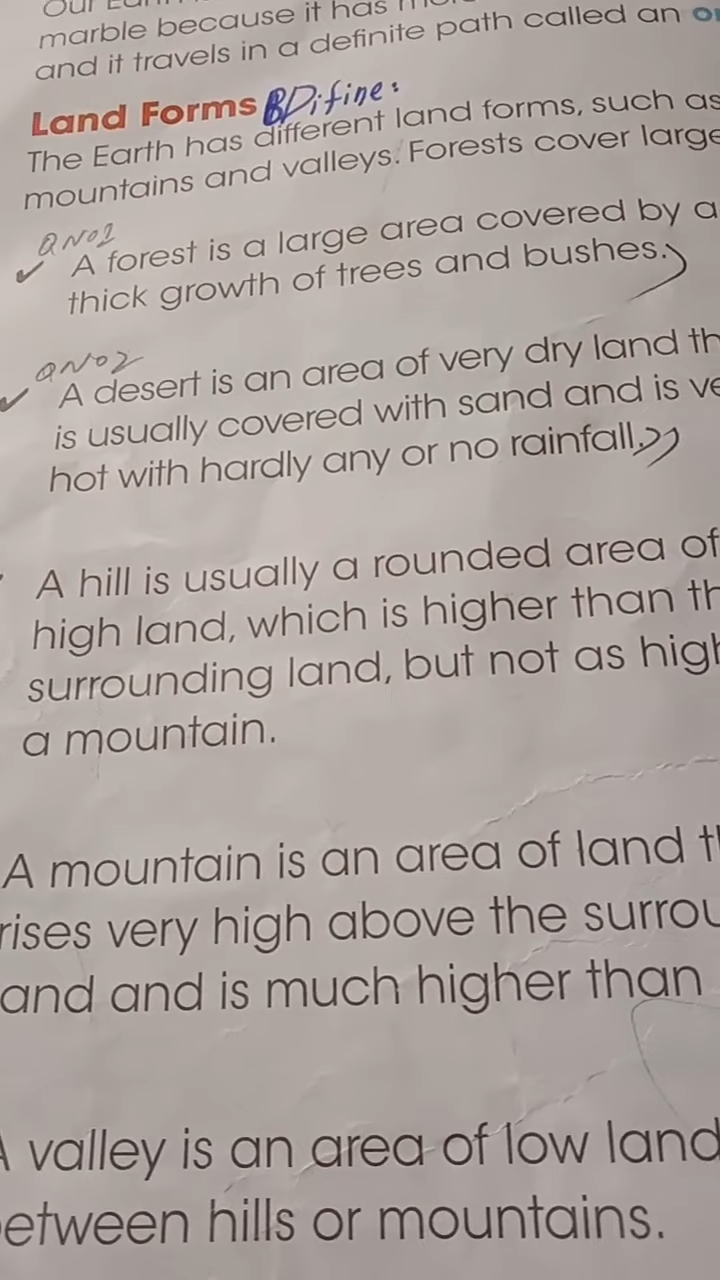 Our
marble because it has
and it travels in a definite path called an
Land Forms BDifine:
The Earth has different land forms, such as
mountains and valleys. Forests cover large
QNo1
A forest is a large area covered by a
thick growth of trees and bushes.
QNo2
A desert is an area of very dry land th
is usually covered with sand and is ve
hot with hardly any or no rainfall.
A hill is usually a rounded area of
high land, which is higher than th
surrounding land, but not as high
a mountain.
A mountain is an area of land th
rises very high above the surrou
and and is much higher than
A valley is an area of low land
etween hills or mountains.